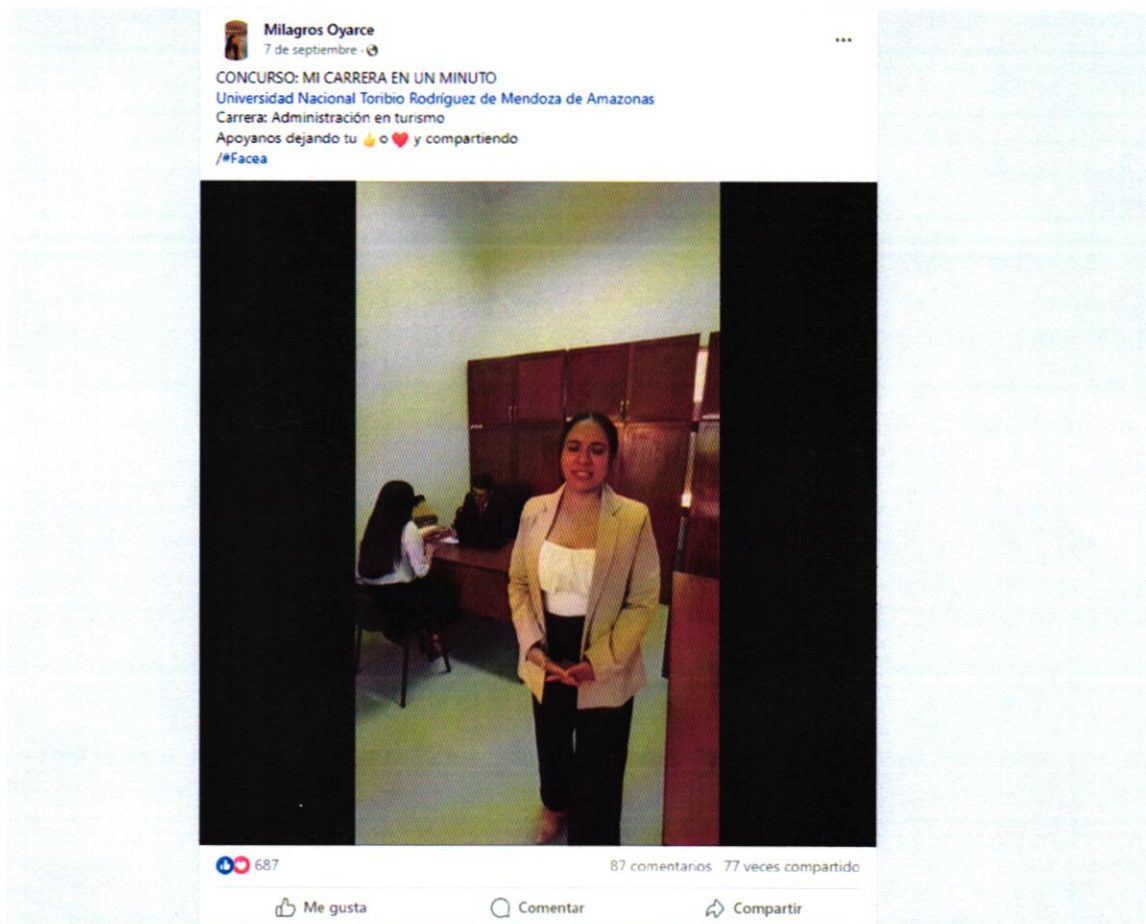 Milagros Oyarce
7 de septiembre ·
CONCURSO: MI CARRERA EN UN MINUTO
Universidad Nacional Toribio Rodríguez de Mendoza de Amazonas
Carrera: Administración en turismo
Apoyanos dejando tu 👍 o ❤️ y compartiendo
/#Facea
687 87 comentarios 77 veces compartido
Me gusta Comentar Compartir